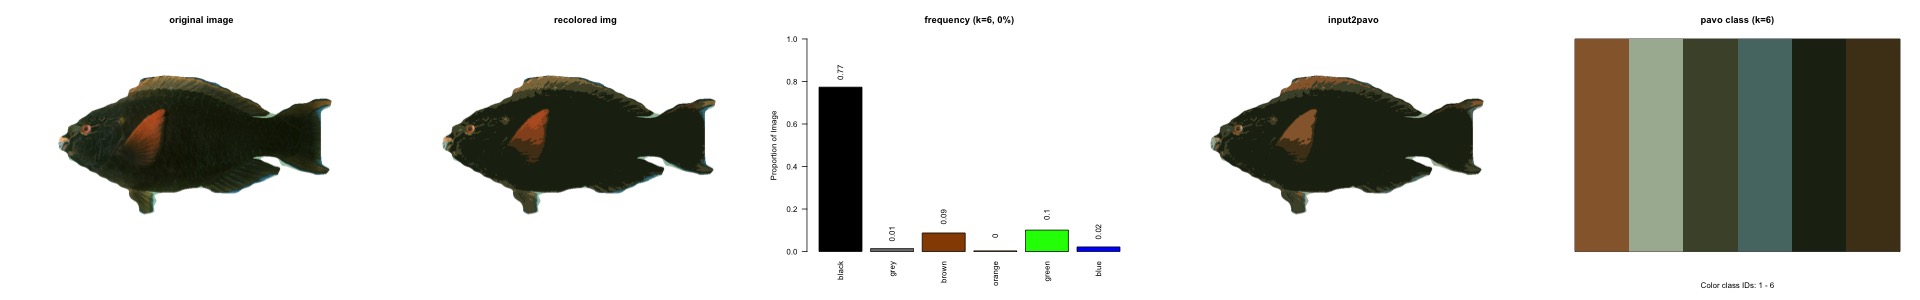 original image
recolored img
frequency (k=6, 0%)
input2pavo
pavo class (k=6)
Proportion of Image
1.0
0.8
0.6
0.4
0.2
0.0
0.77
0.01
0.09
0
0.1
0.02
black
grey
brown
orange
green
blue
Color class IDs: 1 - 6